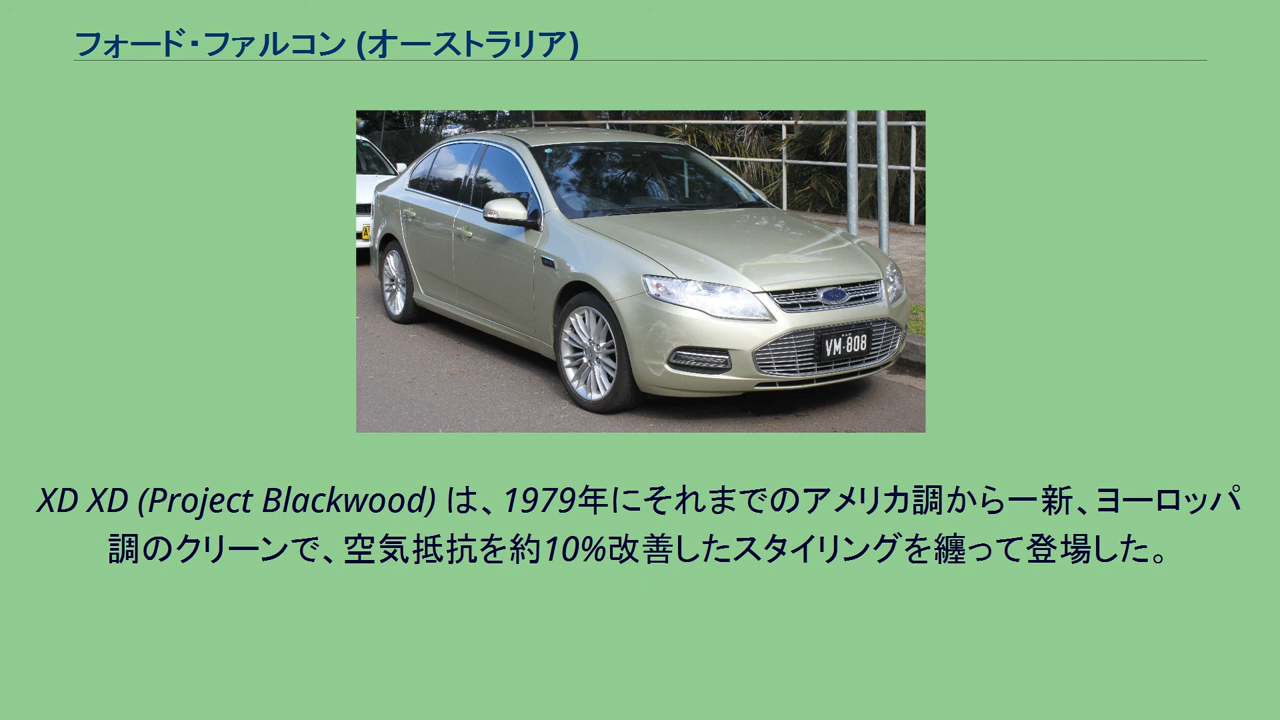 フォード・ファルコン (オーストラリア)
VM-808
XD XD (Project Blackwood) は、1979年にそれまでのアメリカ調から一新、ヨーロッパ
調のクリーンで、空気抵抗を約10%改善したスタイリングを纏って登場した。